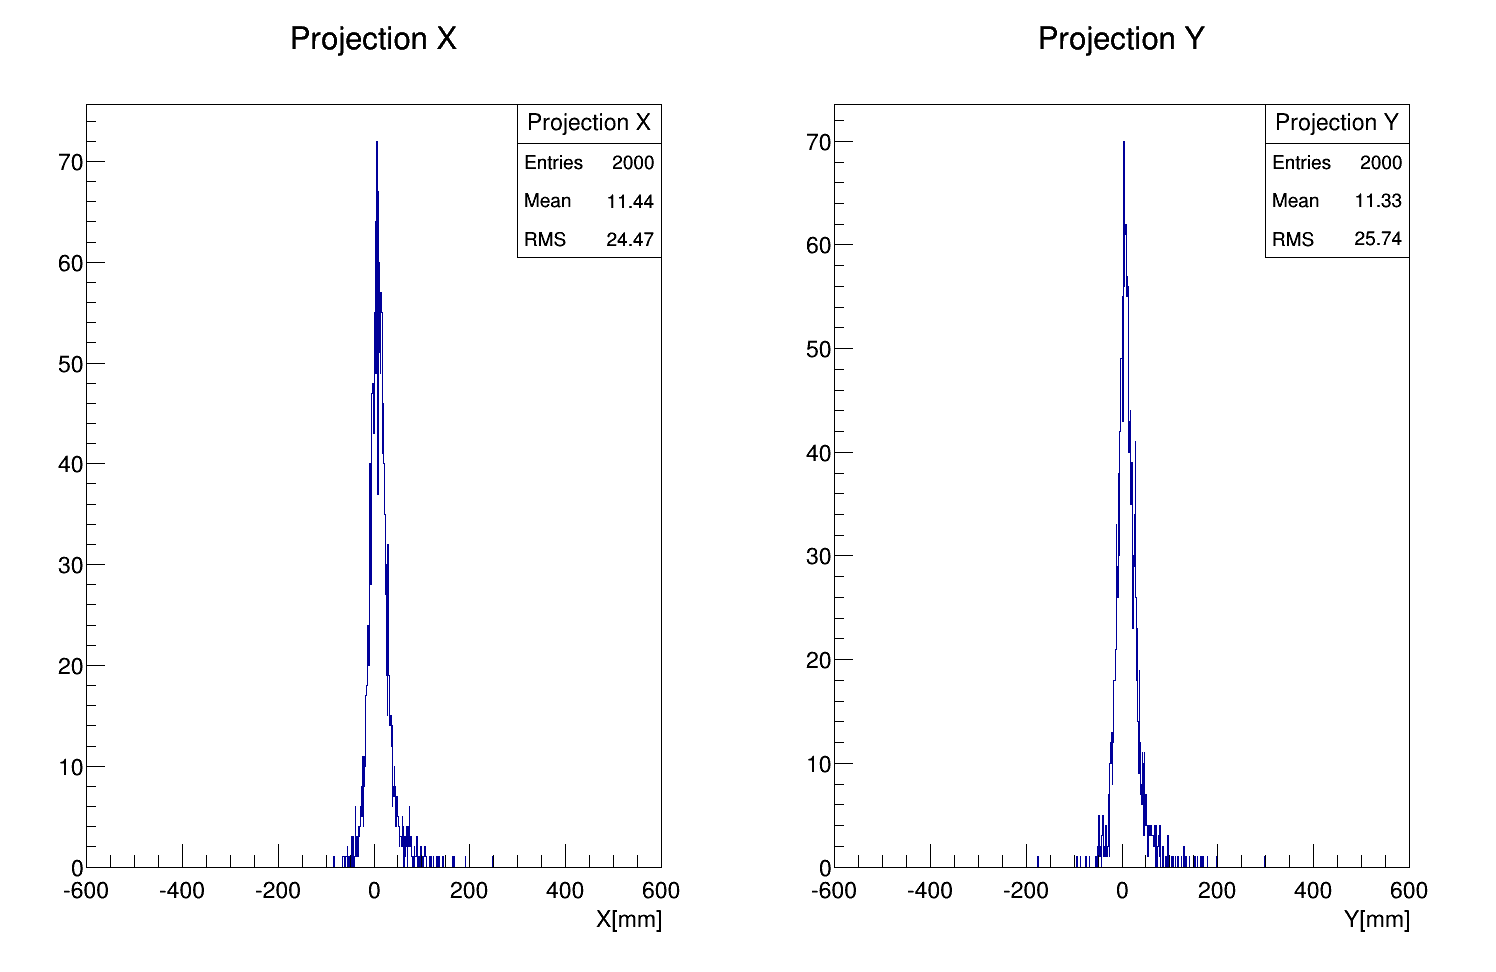 Projection X
Projection X
Entries 2000
Mean 11.44
RMS 24.47
70
60
50
40
30
20
10
0
-600 -400 -200 0 200 400 600
X[mm]
Projection Y
Projection Y
Entries 2000
Mean 11.33
RMS 25.74
70
60
50
40
30
20
10
0
-600 -400 -200 0 200 400 600
Y[mm]